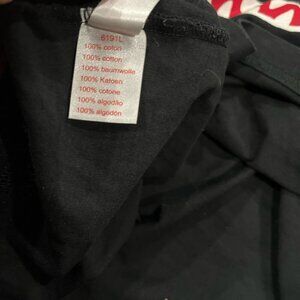 6191L
100% cotton
100% coton
100% baumwolle
100% Katoen
100% cotone
100% algodão
100% algodón